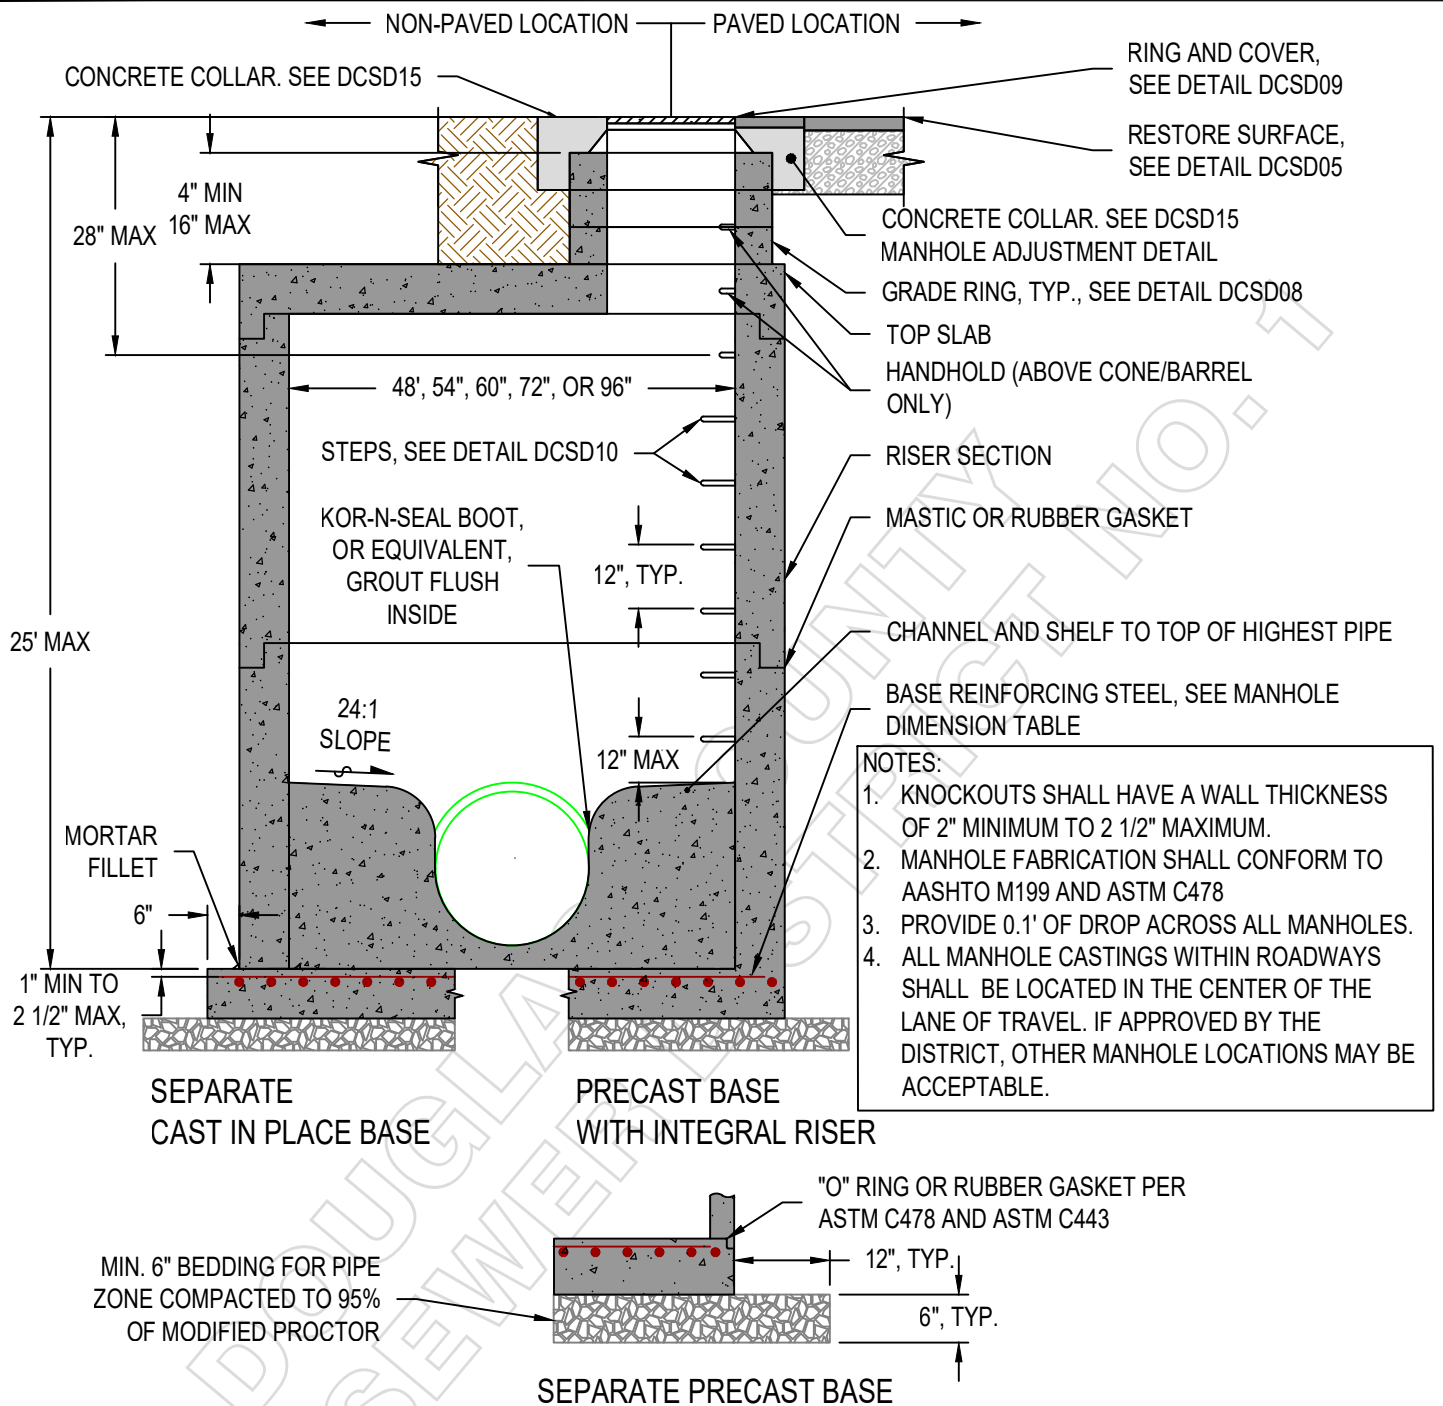 NON-PAVED LOCATION
PAVED LOCATION
CONCRETE COLLAR. SEE DCSD15
RING AND COVER,
SEE DETAIL DCSD09
RESTORE SURFACE,
SEE DETAIL DCSD05
4" MIN
16" MAX
28" MAX
CONCRETE COLLAR. SEE DCSD15
MANHOLE ADJUSTMENT DETAIL
GRADE RING, TYP., SEE DETAIL DCSD08
TOP SLAB
HANDHOLD (ABOVE CONE/BARREL
ONLY)
48', 54", 60", 72", OR 96"
STEPS, SEE DETAIL DCSD10
RISER SECTION
KOR-N-SEAL BOOT,
OR EQUIVALENT,
GROUT FLUSH
INSIDE
MASTIC OR RUBBER GASKET
12", TYP.
25' MAX
CHANNEL AND SHELF TO TOP OF HIGHEST PIPE
BASE REINFORCING STEEL, SEE MANHOLE
DIMENSION TABLE
24:1
SLOPE
S
12" MAX
NOTES:
1. KNOCKOUTS SHALL HAVE A WALL THICKNESS
OF 2" MINIMUM TO 2 1/2" MAXIMUM.
2. MANHOLE FABRICATION SHALL CONFORM TO
AASHTO M199 AND ASTM C478
3. PROVIDE 0.1' OF DROP ACROSS ALL MANHOLES.
4. ALL MANHOLE CASTINGS WITHIN ROADWAYS
SHALL BE LOCATED IN THE CENTER OF THE
LANE OF TRAVEL. IF APPROVED BY THE
DISTRICT, OTHER MANHOLE LOCATIONS MAY BE
ACCEPTABLE.
MORTAR
FILLET
6"
1" MIN TO
2 1/2" MAX,
TYP.
SEPARATE
CAST IN PLACE BASE
PRECAST BASE
WITH INTEGRAL RISER
"O" RING OR RUBBER GASKET PER
ASTM C478 AND ASTM C443
12", TYP.
MIN. 6" BEDDING FOR PIPE
ZONE COMPACTED TO 95%
OF MODIFIED PROCTOR
6", TYP.
SEPARATE PRECAST BASE
DOUGLAS COUNTY
SEWER DISTRICT NO. 1